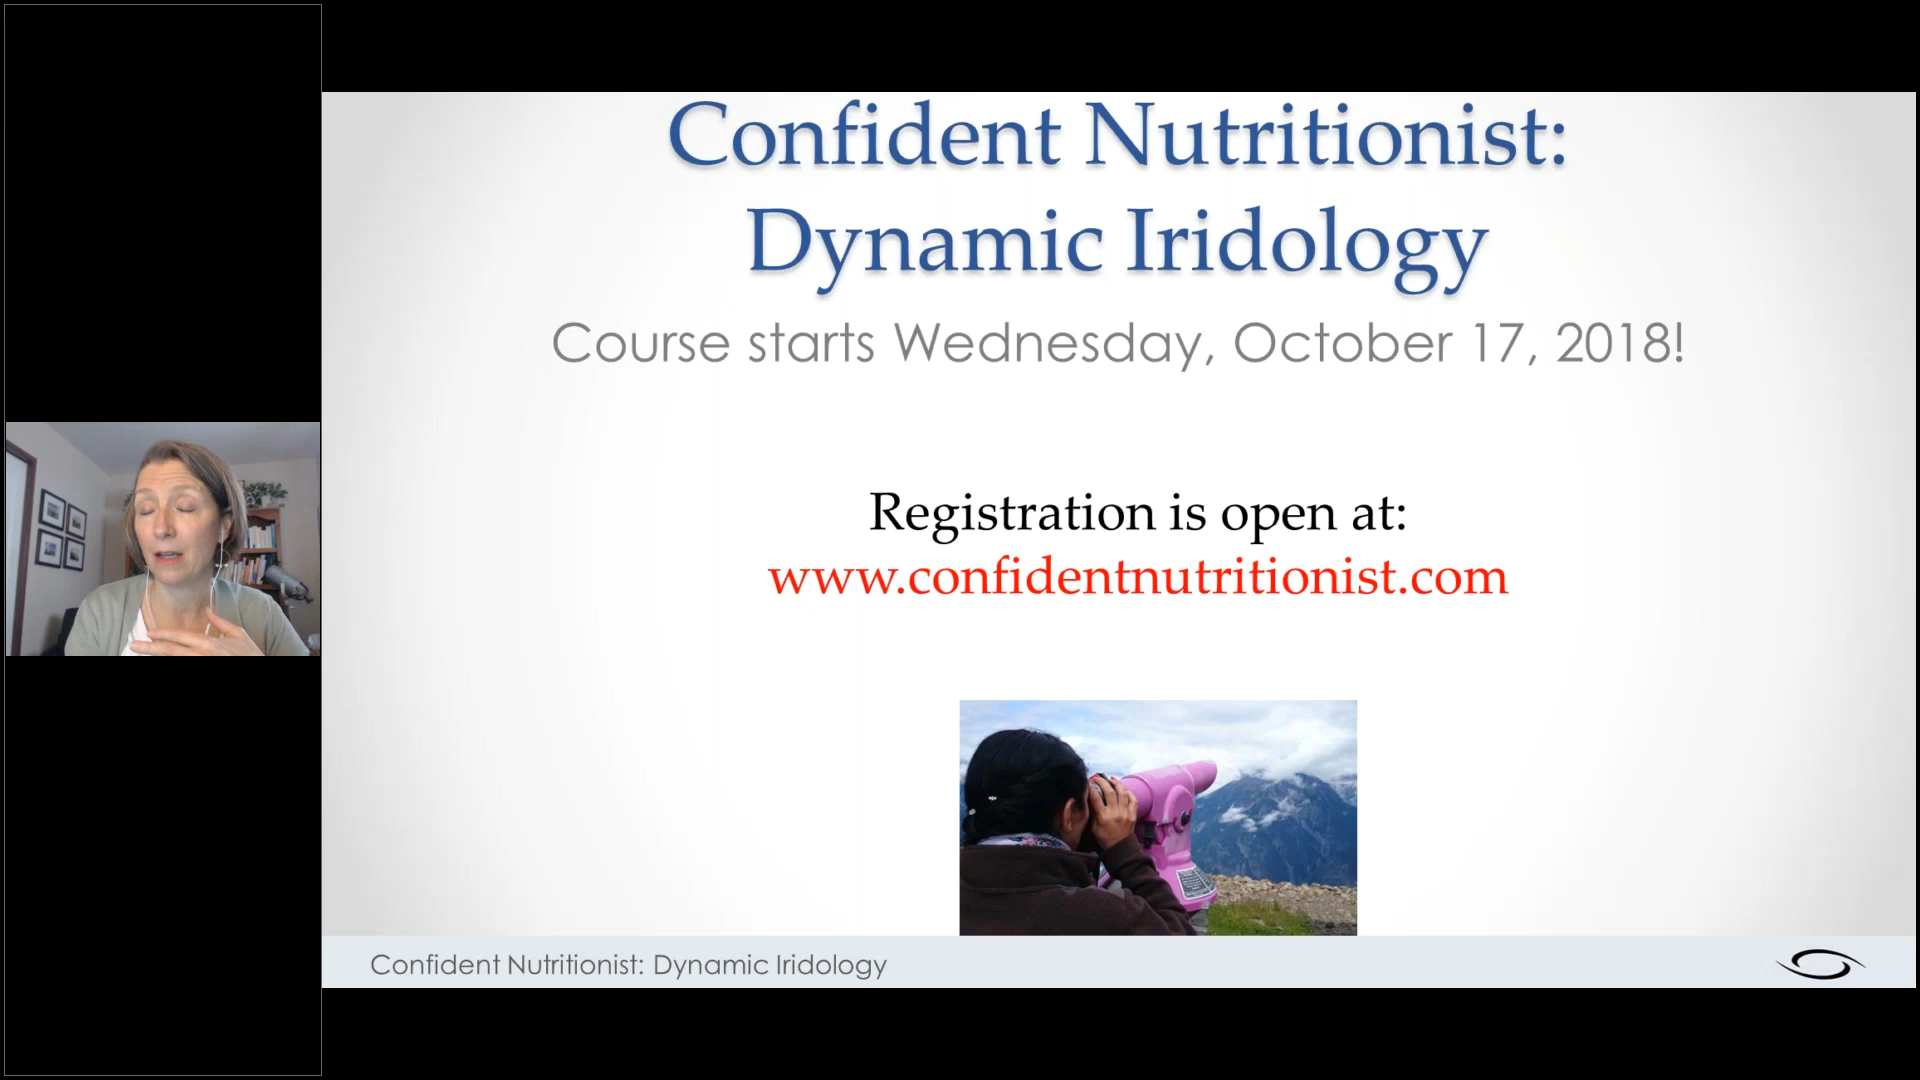 Confident Nutritionist:
Dynamic Iridology
Course starts Wednesday, October 17, 2018!
Registration is open at:
www.confidentnutritionist.com
Confident Nutritionist: Dynamic Iridology